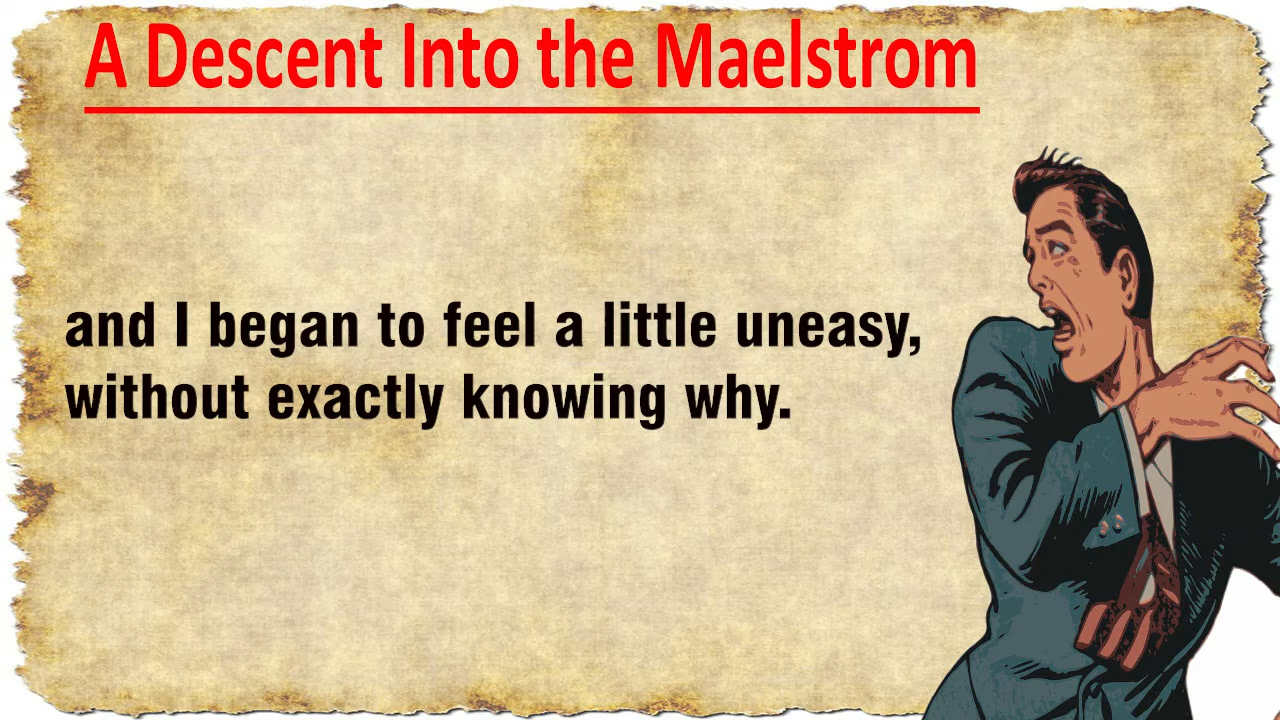 A Descent Into the Maelstrom
and I began to feel a little uneasy,
without exactly knowing why.